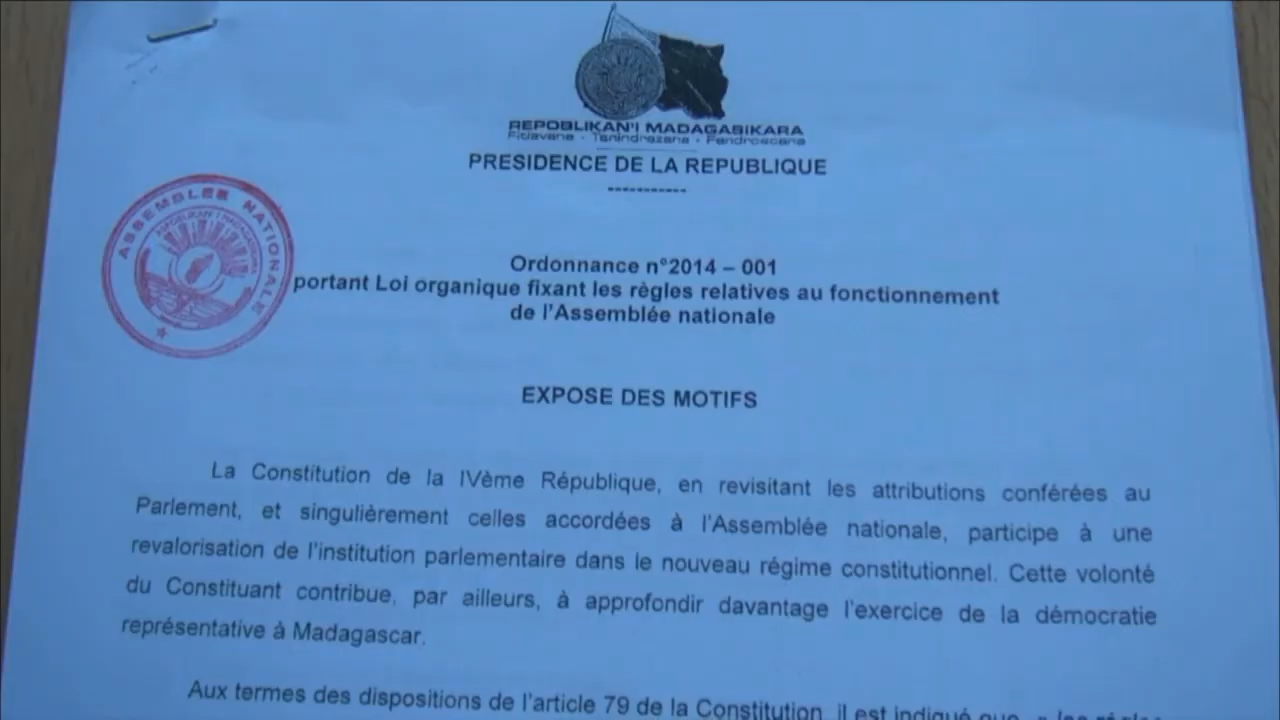 REPOBLIKAN'I MADAGASIKARA
Fitiavana - Tanindrazana - Fandrosoana
PRESIDENCE DE LA REPUBLIQUE
-----------
ASSEMBLEE NATIONALE
REPOBLIKAN'I MADAGASIKARA
Ordonnance n°2014 – 001
portant Loi organique fixant les règles relatives au fonctionnement
de l'Assemblée nationale
EXPOSE DES MOTIFS
La Constitution de la IVème République, en revisitant les attributions conférées au
Parlement, et singulièrement celles accordées à l'Assemblée nationale, participe à une
revalorisation de l'institution parlementaire dans le nouveau régime constitutionnel. Cette volonté
du Constituant contribue, par ailleurs, à approfondir davantage l'exercice de la démocratie
représentative à Madagascar.
Aux termes des dispositions de l'article 79 de la Constitution, il est indiqué que « les règles